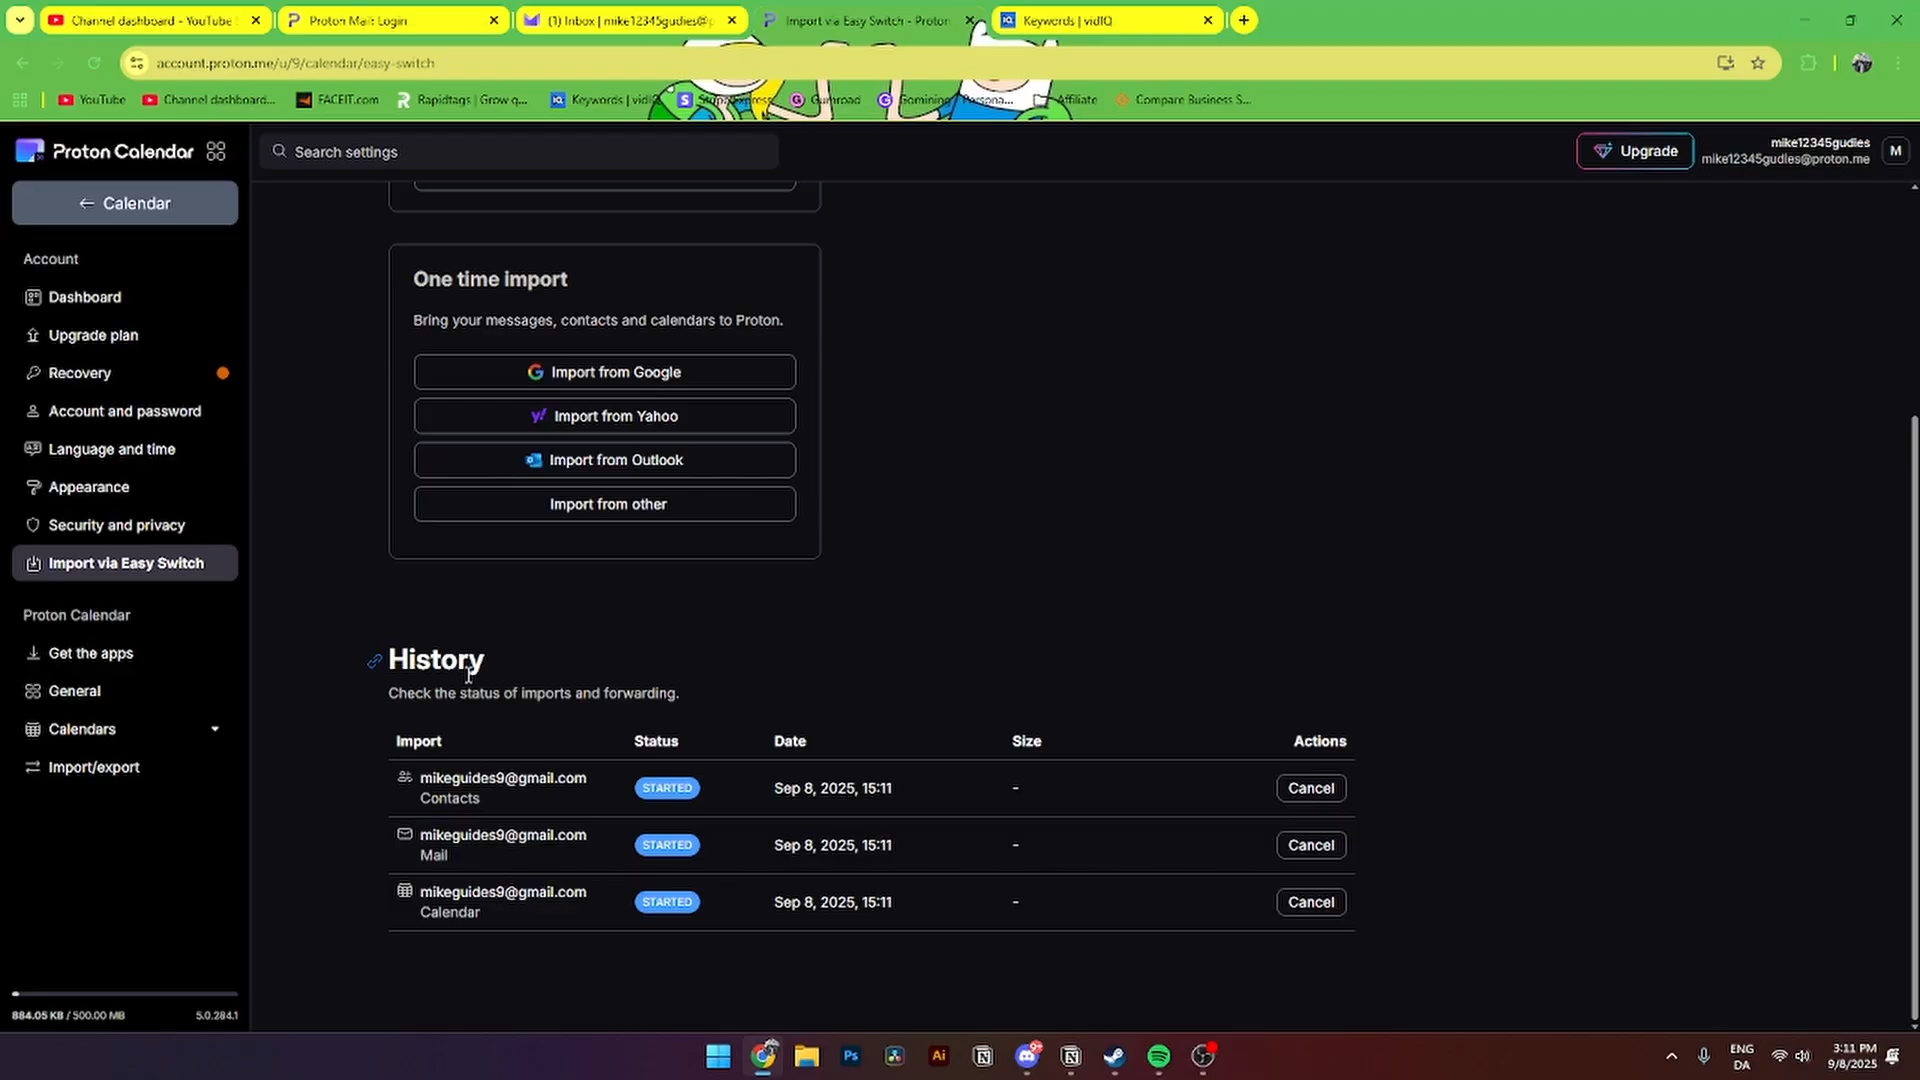 Channel dashboard - YouTube
Proton Mail: Login
(1) Inbox | mike12345gudies@p
Import via Easy Switch - Proton
Keywords | vidIQ
account.proton.me/u/9/calendar/easy-switch
YouTube
Channel dashboard...
FACEIT.com
Rapidtags | Grow q...
Keywords | vidIQ
Gumroad
Affiliate
Compare Business S...
Proton Calendar
Search settings
Upgrade
mike12345gudies
mike12345gudies@proton.me
M
Calendar
Account
Dashboard
Upgrade plan
Recovery
Account and password
Language and time
Appearance
Security and privacy
Import via Easy Switch
Proton Calendar
Get the apps
General
Calendars
Import/export
884.05 KB / 500.00 MB
5.0.284.1
One time import
Bring your messages, contacts and calendars to Proton.
Import from Google
Import from Yahoo
Import from Outlook
Import from other
History
Check the status of imports and forwarding.
Import Status Date Size Actions
mikeguides9@gmail.com
Contacts
STARTED
Sep 8, 2025, 15:11
-
Cancel
mikeguides9@gmail.com
Mail
STARTED
Sep 8, 2025, 15:11
-
Cancel
mikeguides9@gmail.com
Calendar
STARTED
Sep 8, 2025, 15:11
-
Cancel
Ps
Ai
ENG
DA
3:11 PM
9/8/2025